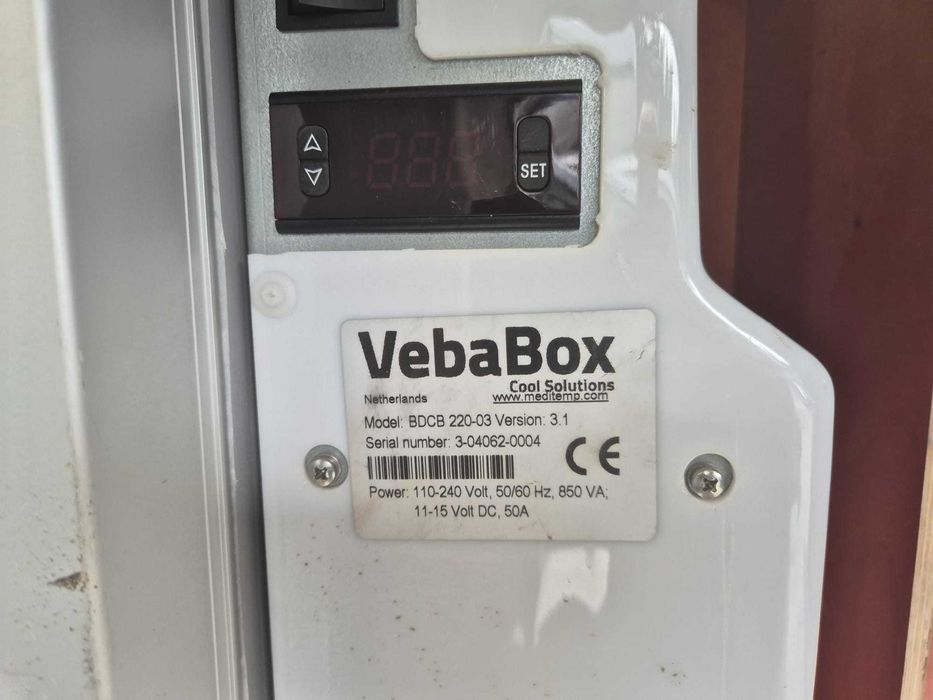 SET
VebaBox
Cool Solutions
Netherlands www.meditemp.com
Model: BDCB 220-03 Version: 3.1
Serial number: 3-04062-0004
CE
Power: 110-240 Volt, 50/60 Hz, 850 VA;
11-15 Volt DC, 50A